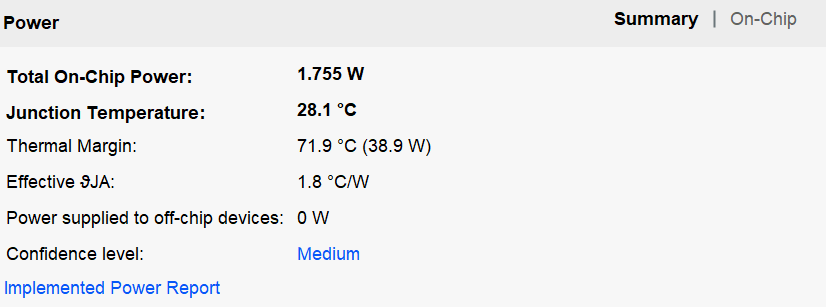 Power Summary | On-Chip
Total On-Chip Power: 1.755 W
Junction Temperature: 28.1 °C
Thermal Margin: 71.9 °C (38.9 W)
Effective ϑJA: 1.8 °C/W
Power supplied to off-chip devices: 0 W
Confidence level: Medium
Implemented Power Report